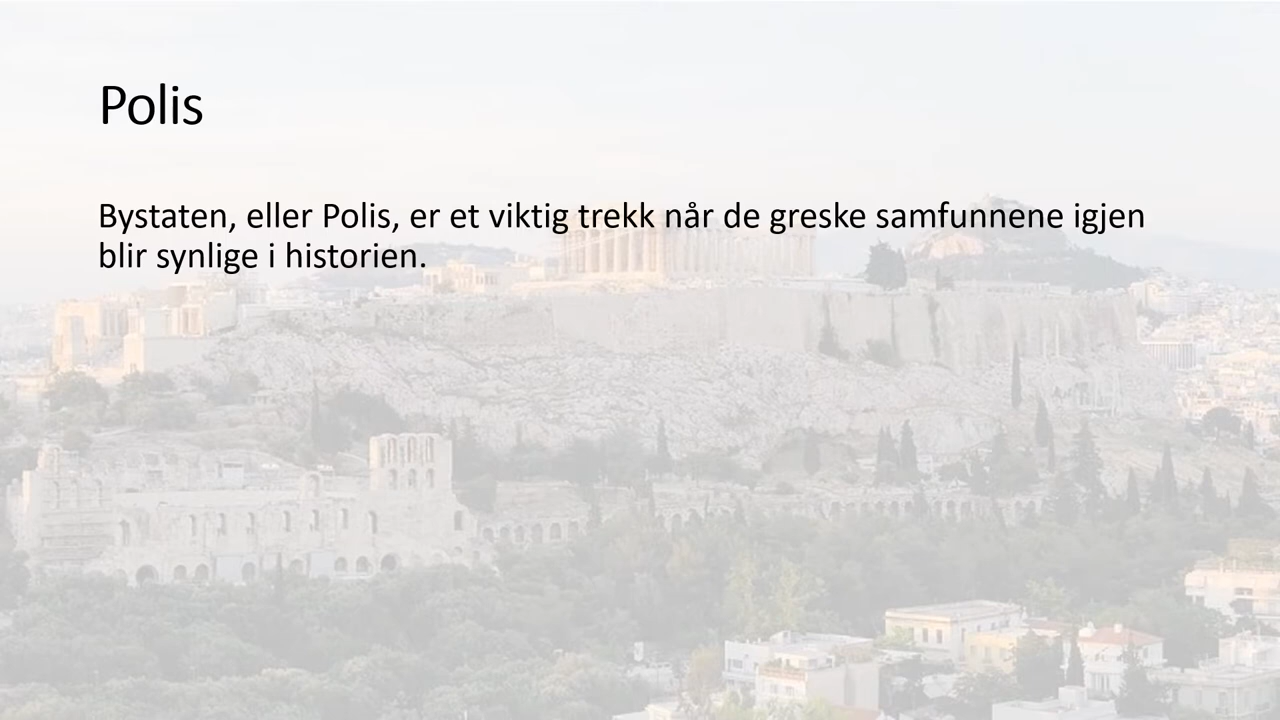 Polis
Bystaten, eller Polis, er et viktig trekk når de greske samfunnene igjen
blir synlige i historien.